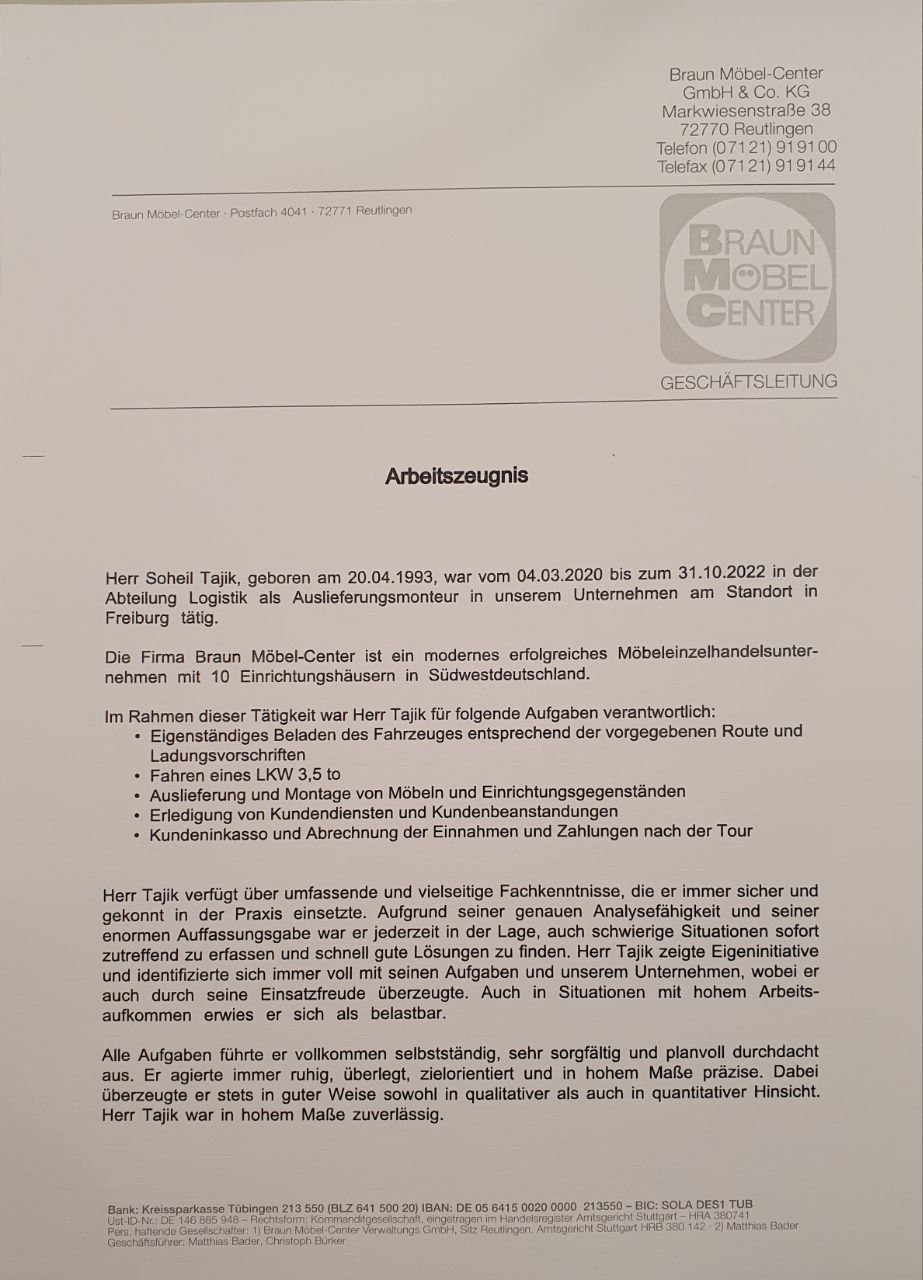 Braun Möbel-Center
GmbH & Co. KG
Markwiesenstraße 38
72770 Reutlingen
Telefon (07121) 919100
Telefax (07121) 919144
Braun Möbel-Center · Postfach 4041 · 72771 Reutlingen
BRAUN
MÖBEL
CENTER
GESCHÄFTSLEITUNG
Arbeitszeugnis
Herr Soheil Tajik, geboren am 20.04.1993, war vom 04.03.2020 bis zum 31.10.2022 in der
Abteilung Logistik als Auslieferungsmonteur in unserem Unternehmen am Standort in
Freiburg tätig.
Die Firma Braun Möbel-Center ist ein modernes erfolgreiches Möbeleinzelhandelsunter-
nehmen mit 10 Einrichtungshäusern in Südwestdeutschland.
Im Rahmen dieser Tätigkeit war Herr Tajik für folgende Aufgaben verantwortlich:
• Eigenständiges Beladen des Fahrzeuges entsprechend der vorgegebenen Route und
Ladungsvorschriften
• Fahren eines LKW 3,5 to
• Auslieferung und Montage von Möbeln und Einrichtungsgegenständen
• Erledigung von Kundendiensten und Kundenbeanstandungen
• Kundeninkasso und Abrechnung der Einnahmen und Zahlungen nach der Tour
Herr Tajik verfügt über umfassende und vielseitige Fachkenntnisse, die er immer sicher und
gekonnt in der Praxis einsetzte. Aufgrund seiner genauen Analysefähigkeit und seiner
enormen Auffassungsgabe war er jederzeit in der Lage, auch schwierige Situationen sofort
zutreffend zu erfassen und schnell gute Lösungen zu finden. Herr Tajik zeigte Eigeninitiative
und identifizierte sich immer voll mit seinen Aufgaben und unserem Unternehmen, wobei er
auch durch seine Einsatzfreude überzeugte. Auch in Situationen mit hohem Arbeits-
aufkommen erwies er sich als belastbar.
Alle Aufgaben führte er vollkommen selbstständig, sehr sorgfältig und planvoll durchdacht
aus. Er agierte immer ruhig, überlegt, zielorientiert und in hohem Maße präzise. Dabei
überzeugte er stets in guter Weise sowohl in qualitativer als auch in quantitativer Hinsicht.
Herr Tajik war in hohem Maße zuverlässig.
Bank: Kreissparkasse Tübingen 213 550 (BLZ 641 500 20) IBAN: DE 05 6415 0020 0000 213550 – BIC: SOLA DES1 TUB
Ust-ID-Nr.: DE 146 865 948 – Rechtsform: Kommanditgesellschaft, eingetragen im Handelsregister Amtsgericht Stuttgart – HRA 380741
Pers. haftende Gesellschafter: 1) Braun Möbel-Center Verwaltungs GmbH, Sitz Reutlingen. Amtsgericht Stuttgart HRB 380 142 · 2) Matthias Bader
Geschäftsführer: Matthias Bader, Christoph Bürker